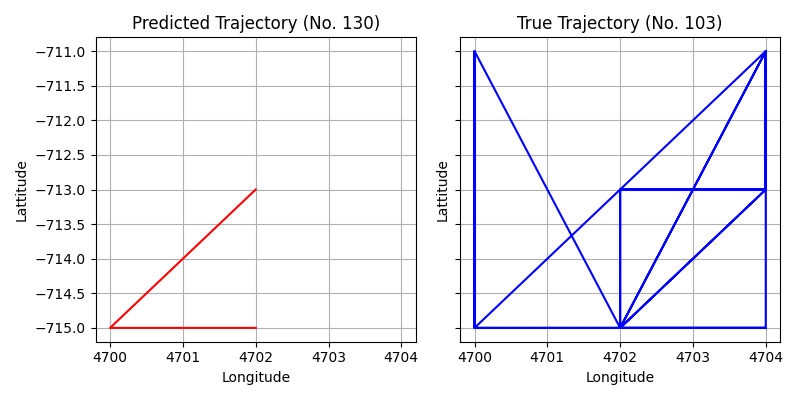 Predicted Trajectory (No. 130)
−711.0
−711.5
−712.0
−712.5
−713.0
−713.5
−714.0
−714.5
−715.0
Lattitude
4700 4701 4702 4703 4704
Longitude
True Trajectory (No. 103)
Lattitude
4700 4701 4702 4703 4704
Longitude